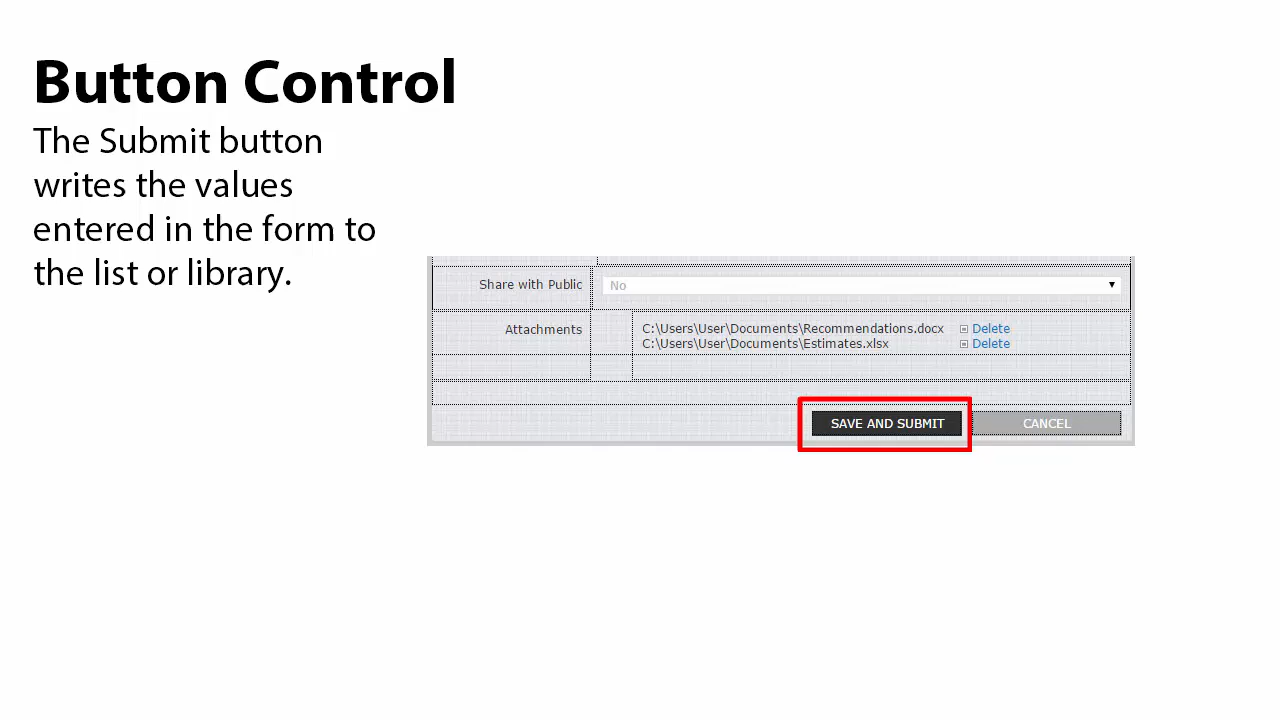 Button Control
The Submit button
writes the values
entered in the form to
the list or library.
Share with Public No
Attachments C:\Users\User\Documents\Recommendations.docx Delete
C:\Users\User\Documents\Estimates.xlsx Delete
SAVE AND SUBMIT CANCEL